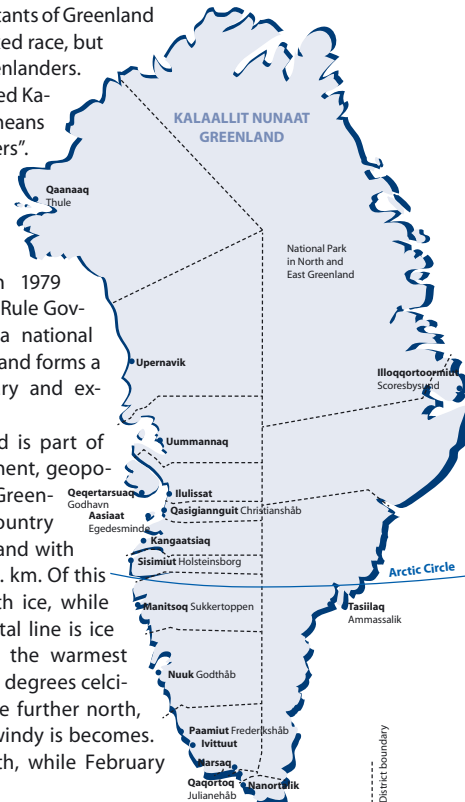 tants of Greenland
ed race, but
enlanders.
ed Ka-
means
ers”.
n 1979
Rule Gov-
a national
and forms a
ry and ex-
d is part of
ment, geopo-
Green-
ountry
and with
. km. Of this
th ice, while
tal line is ice
the warmest
degrees celci-
e further north,
windy is becomes.
th, while February
KALAALLIT NUNAAT
GREENLAND
Qaanaaq
Thule
National Park
in North and
East Greenland
Upernavik
Illoqqortoormiut
Scoresbysund
Uummannaq
Qeqertarsuaq
Godhavn
Ilulissat
Qasigiannguit Christianshåb
Aasiaat
Egedesminde
Kangaatsiaq
Sisimiut Holsteinsborg
Arctic Circle
Manitsoq Sukkertoppen
Tasiilaq
Ammassalik
Nuuk Godthåb
Paamiut Frederikshåb
Ivittuut
Narsaq
Qaqortoq
Julianehåb
Nanortalik
District boundary